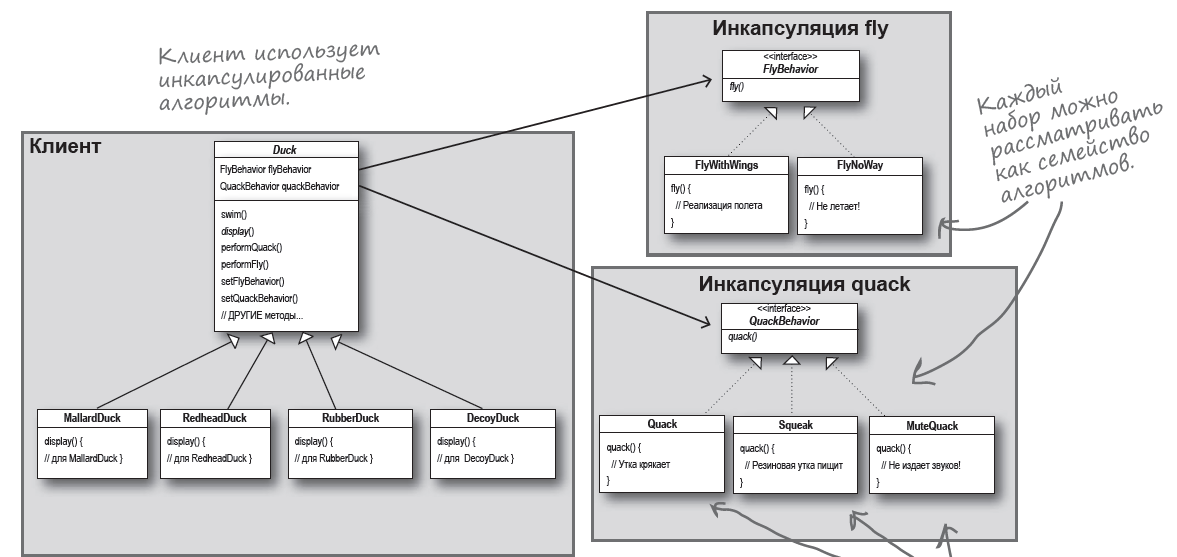 Клиент использует
инкапсулированные
алгоритмы.
Инкапсуляция fly
<<interface>>
FlyBehavior
fly()
FlyWithWings
fly() {
// Реализация полета
}
FlyNoWay
fly() {
// Не летает!
}
Каждый
набор можно
рассматривать
как семейство
алгоритмов.
Клиент
Duck
FlyBehavior flyBehavior
QuackBehavior quackBehavior
swim()
display()
performQuack()
performFly()
setFlyBehavior()
setQuackBehavior()
// ДРУГИЕ методы...
MallardDuck
display() {
// для MallardDuck }
RedheadDuck
display() {
// для RedheadDuck }
RubberDuck
display() {
// для RubberDuck }
DecoyDuck
display() {
// для DecoyDuck }
Инкапсуляция quack
<<interface>>
QuackBehavior
quack()
Quack
quack() {
// Утка крякает
}
Squeak
quack() {
// Резиновая утка пищит
}
MuteQuack
quack() {
// Не издает звуков!
}